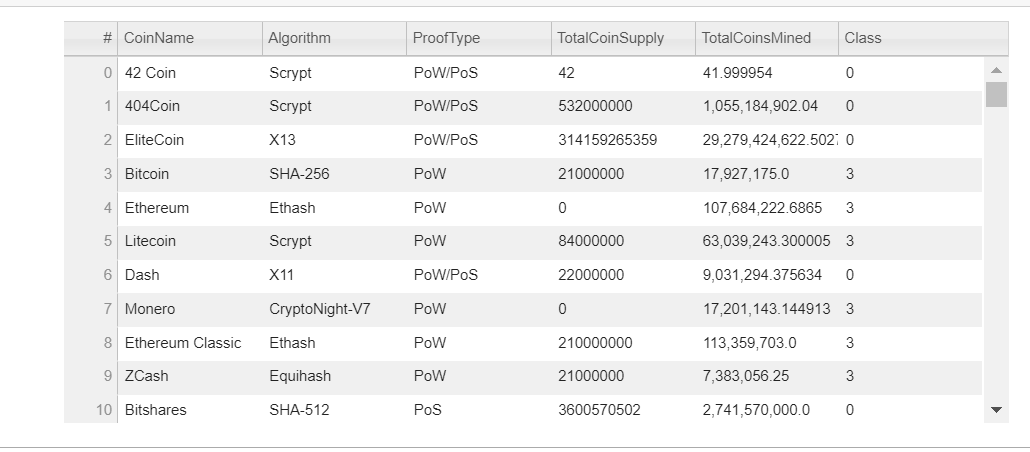 # CoinName Algorithm ProofType TotalCoinSupply TotalCoinsMined Class
0 42 Coin Scrypt PoW/PoS 42 41.999954 0
1 404Coin Scrypt PoW/PoS 532000000 1,055,184,902.04 0
2 EliteCoin X13 PoW/PoS 314159265359 29,279,424,622.502 0
3 Bitcoin SHA-256 PoW 21000000 17,927,175.0 3
4 Ethereum Ethash PoW 0 107,684,222.6865 3
5 Litecoin Scrypt PoW 84000000 63,039,243.300005 3
6 Dash X11 PoW/PoS 22000000 9,031,294.375634 0
7 Monero CryptoNight-V7 PoW 0 17,201,143.144913 3
8 Ethereum Classic Ethash PoW 210000000 113,359,703.0 3
9 ZCash Equihash PoW 21000000 7,383,056.25 3
10 Bitshares SHA-512 PoS 3600570502 2,741,570,000.0 0